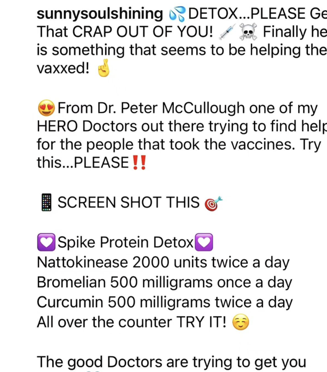 sunnysoulshining 💦DETOX...PLEASE Ge
That CRAP OUT OF YOU! 💉☠️ Finally he
is something that seems to be helping the
vaxxed! 🤞
😍From Dr. Peter McCullough one of my
HERO Doctors out there trying to find help
for the people that took the vaccines. Try
this...PLEASE‼️
📱SCREEN SHOT THIS 🎯
💜Spike Protein Detox💜
Nattokinease 2000 units twice a day
Bromelian 500 milligrams once a day
Curcumin 500 milligrams twice a day
All over the counter TRY IT! ☺️
The good Doctors are trying to get you